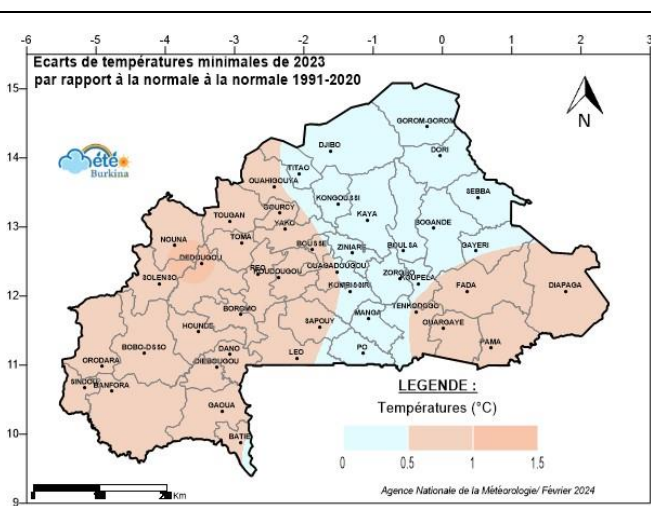 -6 -5 -4 -3 -2 -1 0 1 2 3
Ecarts de températures minimales de 2023
par rapport à la normale à la normale 1991-2020
15
14
13
12
11
10
9
N
Météo
Burkina
GOROM-GOROM
DJIBO
DORI
TITAO
OUAHIGOUYA
SEBBA
KONGOUSSI
GOURCY
TOUGAN
KAYA
YAKO
BOGANDE
NOUNA
TOMA
BOUSSE
ZINIARE
BOULSA
GAYERI
DEDOUGOU
REO
KOUDOUGOU
OUAGADOUGOU
ZORGHO
KOUPELA
SOLENSO
KOMBISSIRI
FADA
DIAPAGA
BOROMO
TENKODOGO
MANGA
HOUNDE
SAPOUY
OUARGAYE
BOBO-DSSO
DANO
LEO
PO
PAMA
ORODARA
DIEBOUGOU
SINDOU
BANFORA
GAOUA
BATIE
LEGENDE :
Températures (°C)
0 0.5 1 1.5
Km
Agence Nationale de la Météorologie/ Février 2024